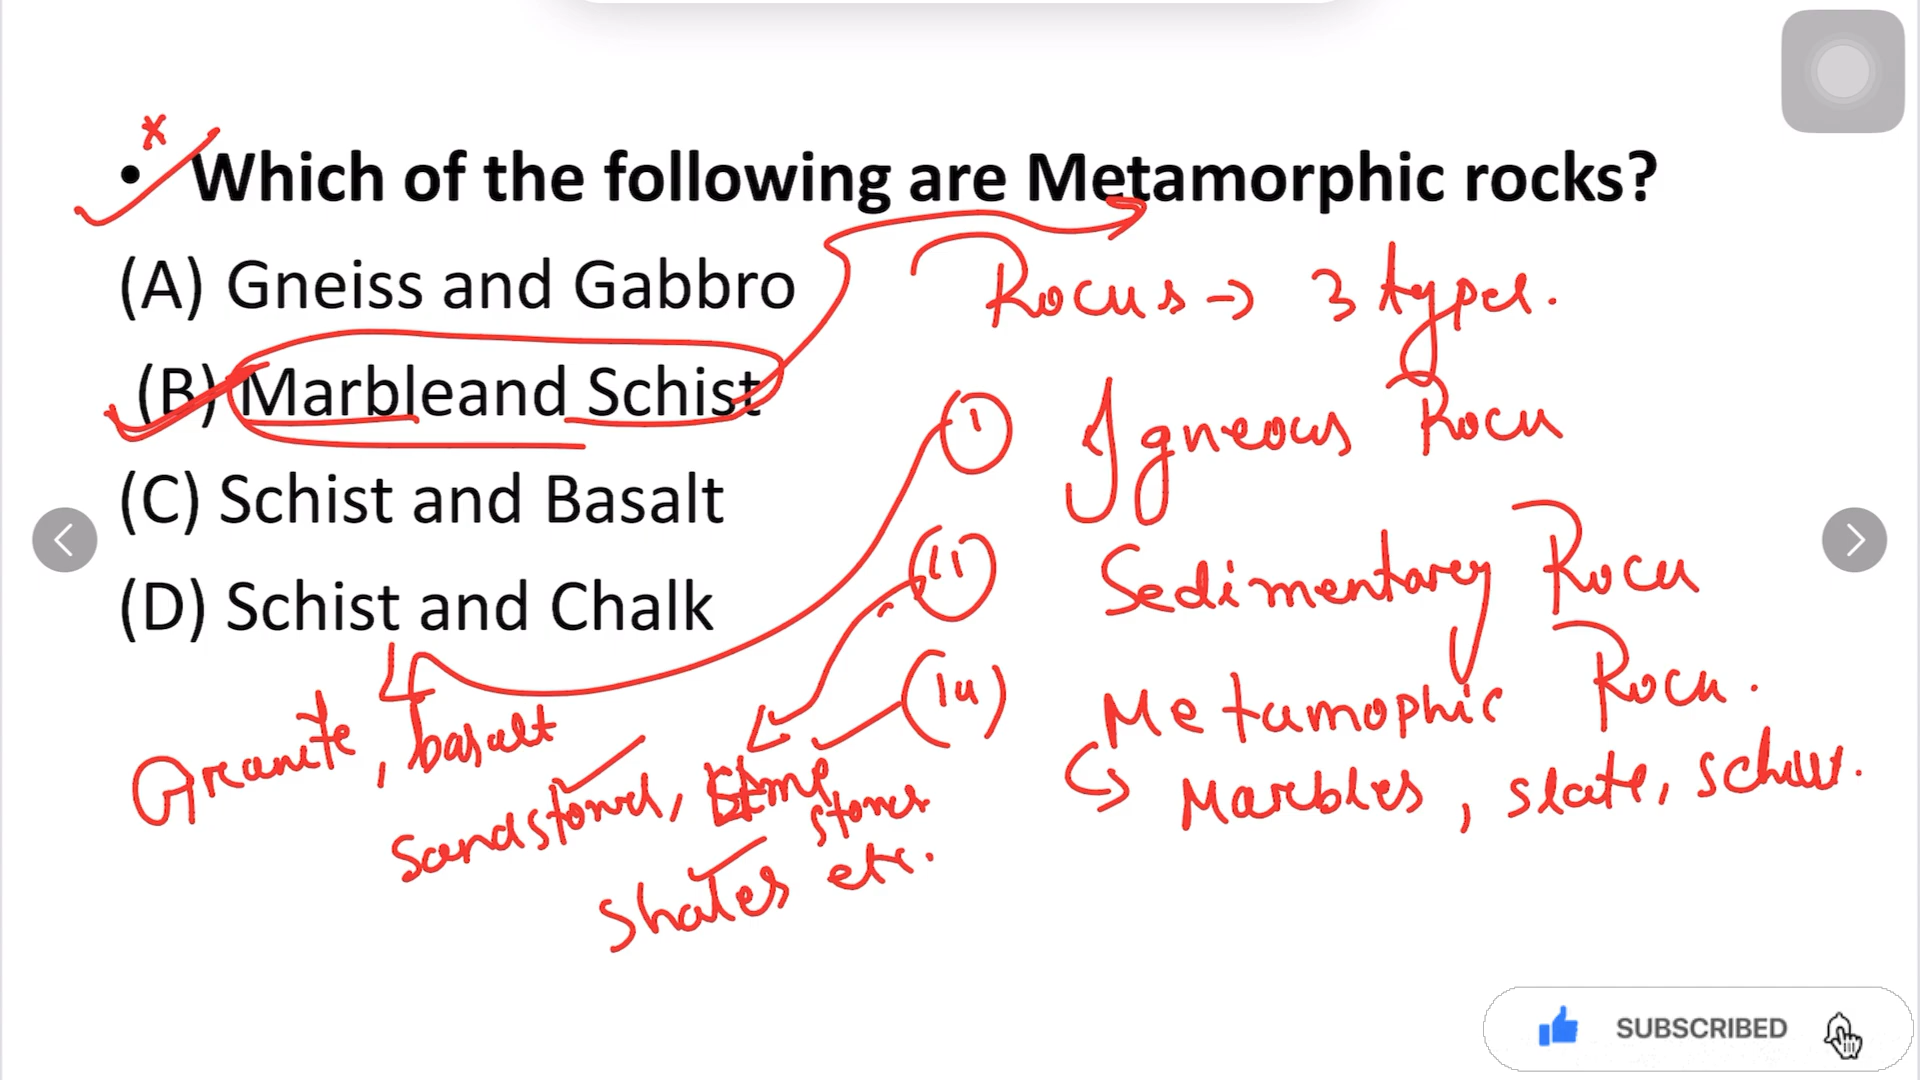 • Which of the following are Metamorphic rocks?
(A) Gneiss and Gabbro
Rocks → 3 types.
(B) Marbleand Schist
(i) Igneous Rock
(C) Schist and Basalt
(ii) Sedimentary Rock
(D) Schist and Chalk
(iii) Metamophic Rock.
Granite, basalt
Marbles, slate, schist.
Sandstones, lime stones
Shales etc.
SUBSCRIBED